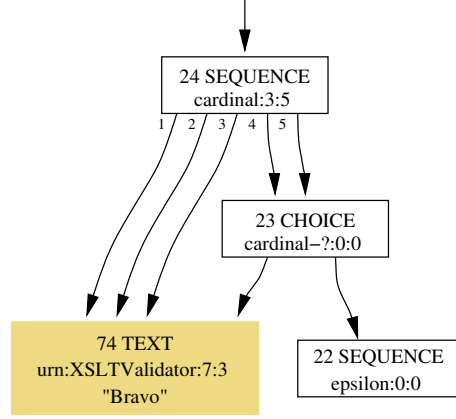 24 SEQUENCE
cardinal:3:5
1 2 3 4 5
23 CHOICE
cardinal−?:0:0
74 TEXT
urn:XSLTValidator:7:3
"Bravo"
22 SEQUENCE
epsilon:0:0